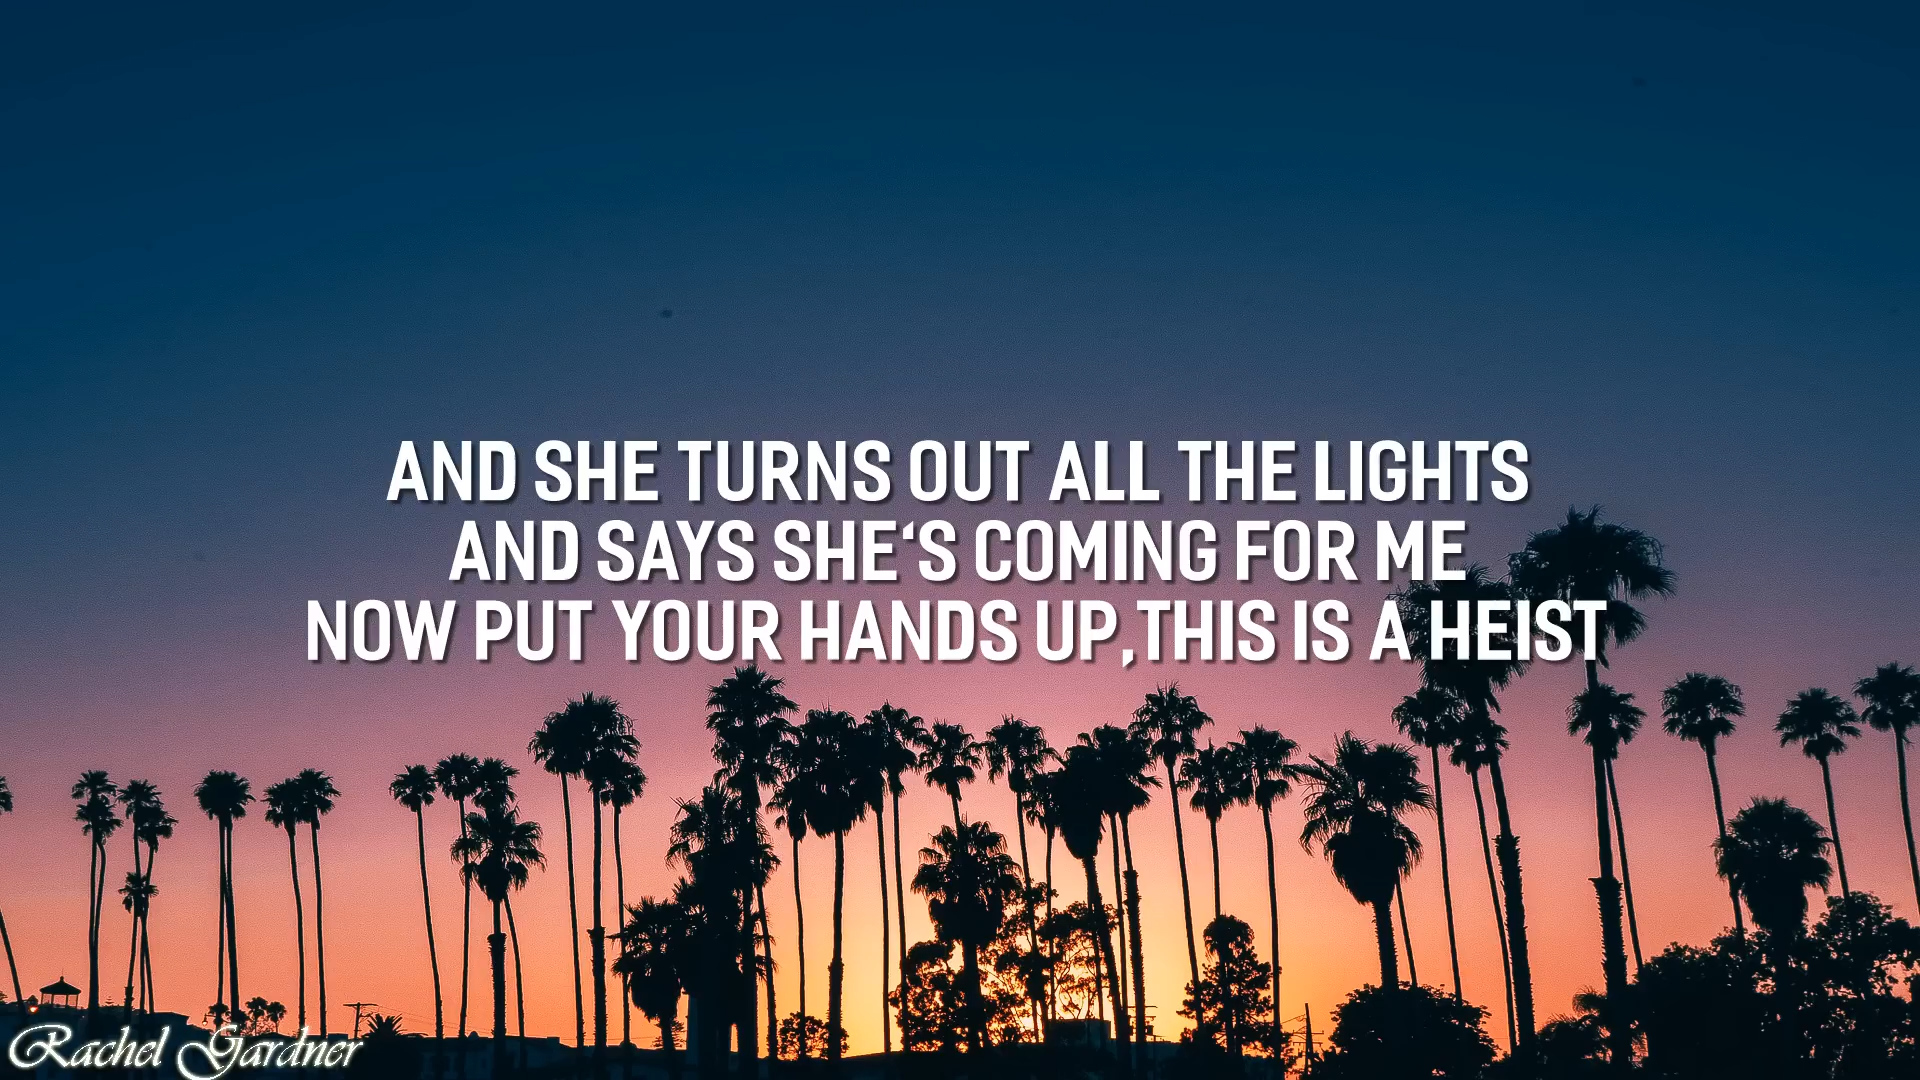 AND SHE TURNS OUT ALL THE LIGHTS
AND SAYS SHE‘S COMING FOR ME
NOW PUT YOUR HANDS UP,THIS IS A HEIST
Rachel Gardner